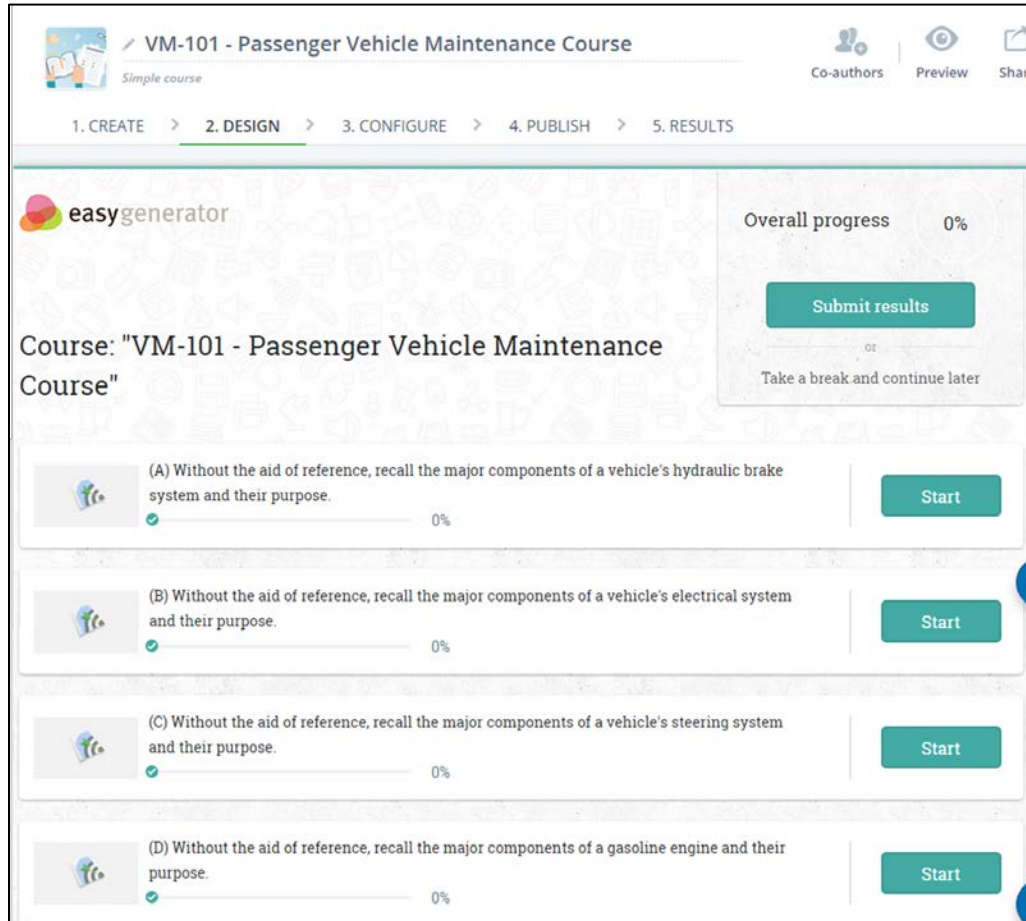 VM-101 - Passenger Vehicle Maintenance Course
Simple course
Co-authors
Preview
Shar
1. CREATE > 2. DESIGN > 3. CONFIGURE > 4. PUBLISH > 5. RESULTS
easygenerator
Overall progress 0%
Submit results
or
Take a break and continue later
Course: "VM-101 - Passenger Vehicle Maintenance
Course"
(A) Without the aid of reference, recall the major components of a vehicle's hydraulic brake
system and their purpose.
0%
Start
(B) Without the aid of reference, recall the major components of a vehicle's electrical system
and their purpose.
0%
Start
(C) Without the aid of reference, recall the major components of a vehicle's steering system
and their purpose.
0%
Start
(D) Without the aid of reference, recall the major components of a gasoline engine and their
purpose.
0%
Start